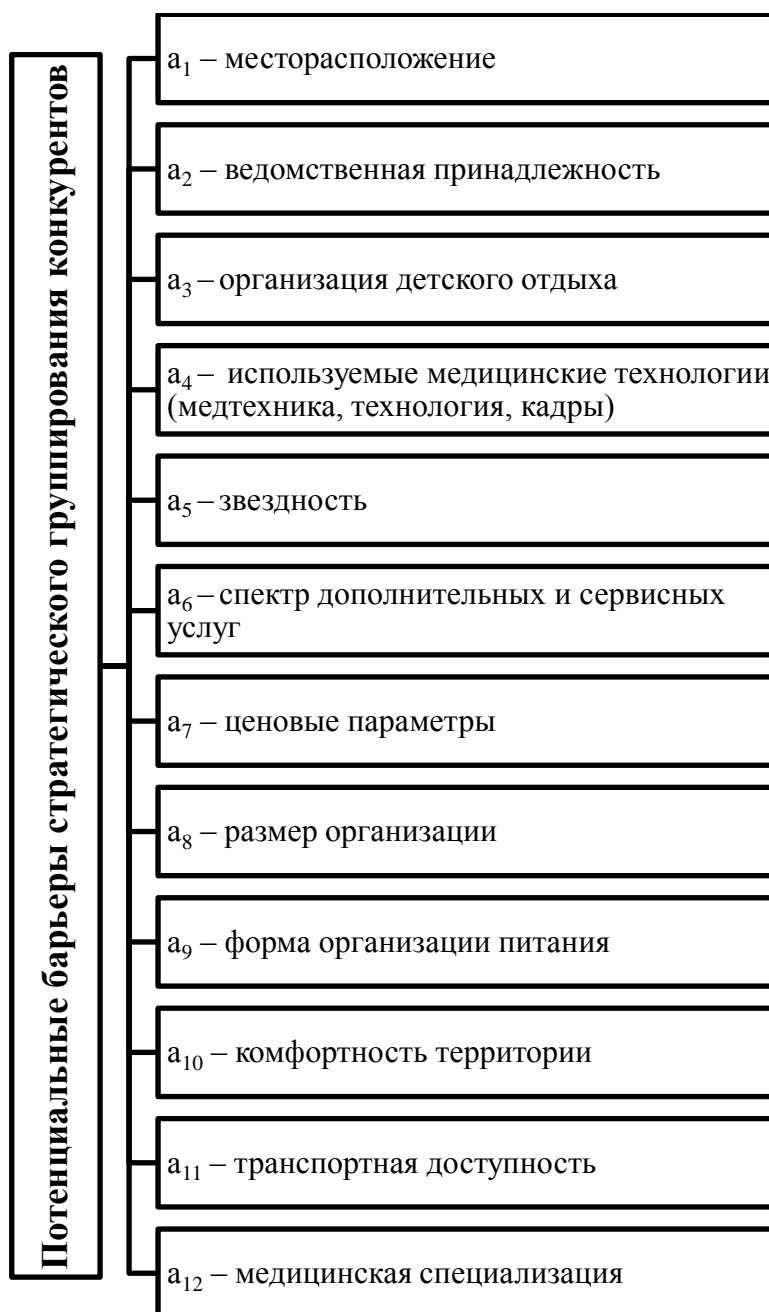 Потенциальные барьеры стратегического группирования конкурентов
a1 – месторасположение
a2 – ведомственная принадлежность
a3 – организация детского отдыха
a4 – используемые медицинские технологии
(медтехника, технология, кадры)
a5 – звездность
a6 – спектр дополнительных и сервисных
услуг
a7 – ценовые параметры
a8 – размер организации
a9 – форма организации питания
a10 – комфортность территории
a11 – транспортная доступность
a12 – медицинская специализация